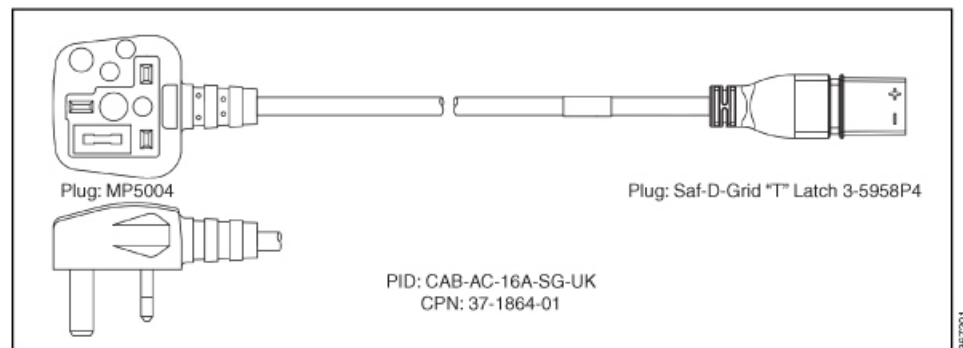 +
−
Plug: MP5004
Plug: Saf-D-Grid "T" Latch 3-5958P4
PID: CAB-AC-16A-SG-UK
CPN: 37-1864-01